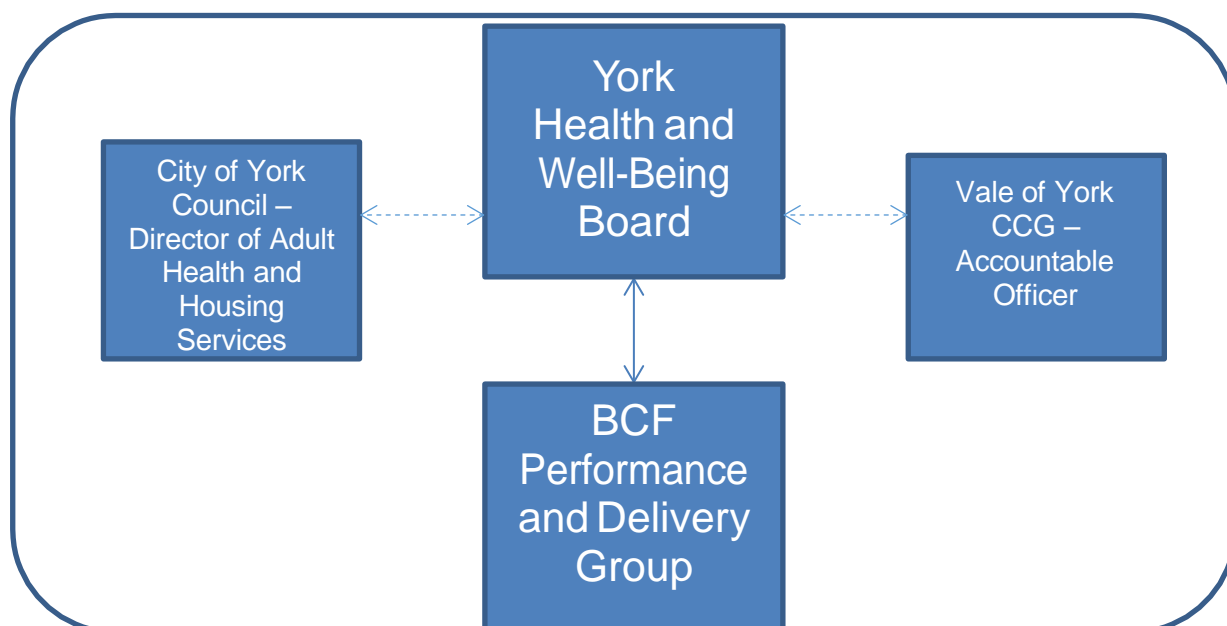 York
Health and
Well-Being
Board
City of York
Council –
Director of Adult
Health and
Housing
Services
Vale of York
CCG –
Accountable
Officer
BCF
Performance
and Delivery
Group